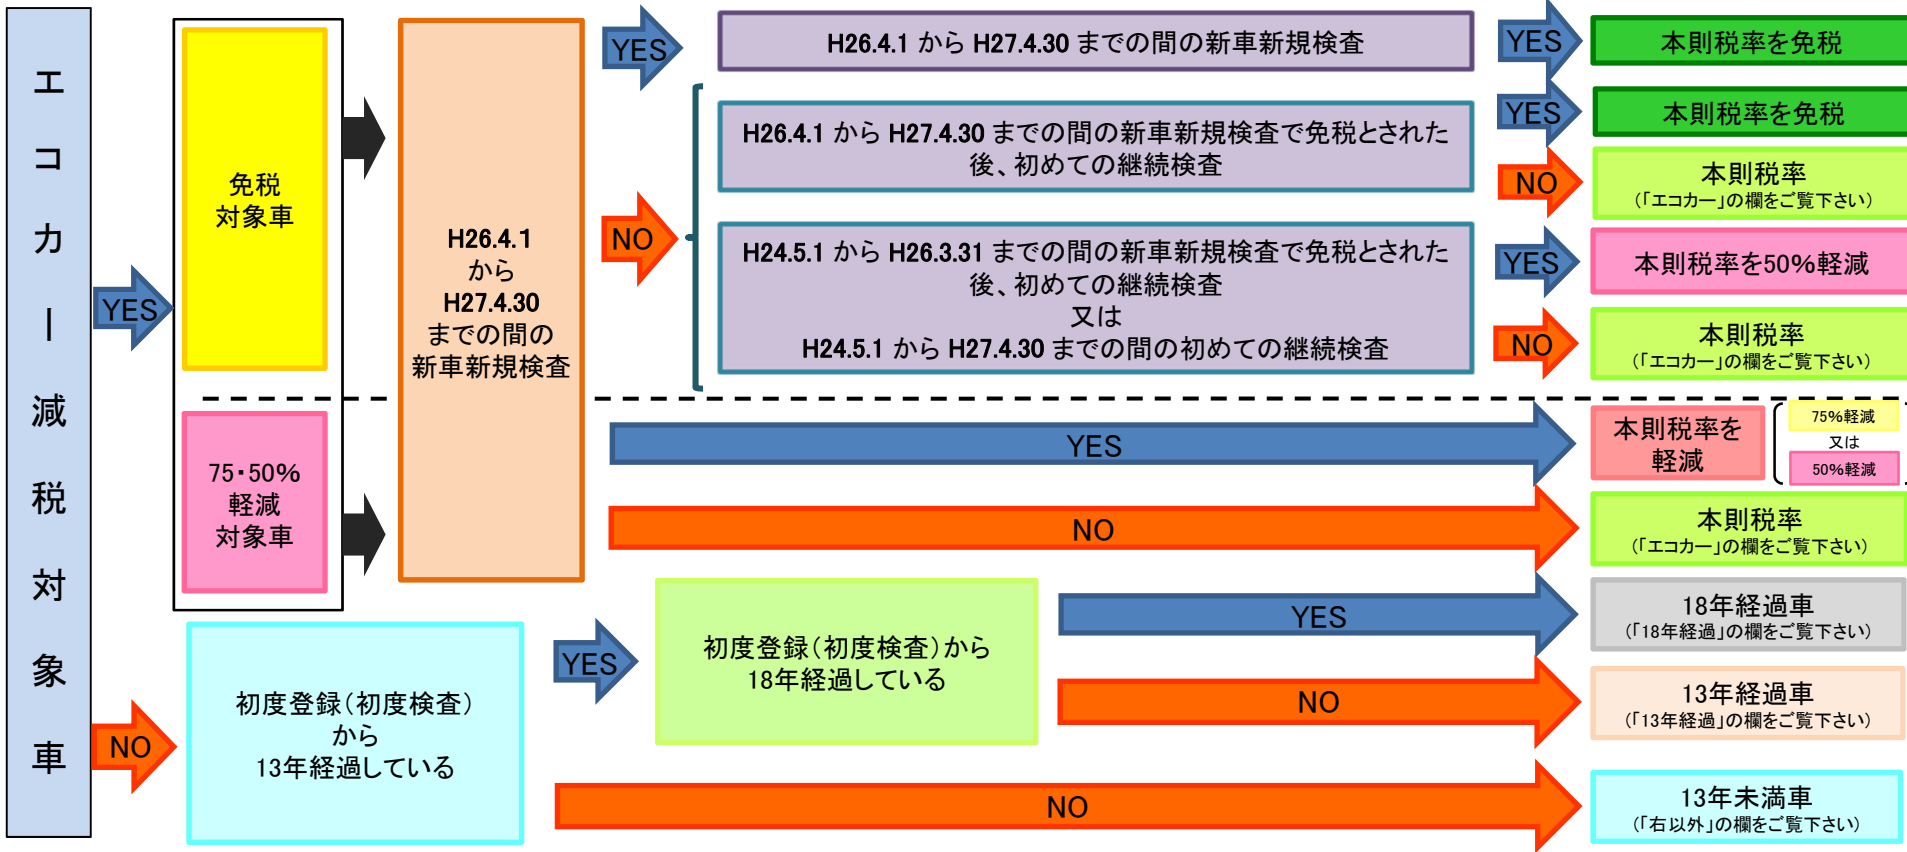 エコカー減税対象車
YES
免税
対象車
75・50%
軽減
対象車
H26.4.1
から
H27.4.30
までの間の
新車新規検査
YES
H26.4.1 から H27.4.30 までの間の新車新規検査
YES
本則税率を免税
NO
H26.4.1 から H27.4.30 までの間の新車新規検査で免税とされた
後、初めての継続検査
YES
本則税率を免税
NO
本則税率
(「エコカー」の欄をご覧下さい)
H24.5.1 から H26.3.31 までの間の新車新規検査で免税とされた
後、初めての継続検査
又は
H24.5.1 から H27.4.30 までの間の初めての継続検査
YES
本則税率を50%軽減
NO
本則税率
(「エコカー」の欄をご覧下さい)
YES
本則税率を
軽減
75%軽減
又は
50%軽減
NO
本則税率
(「エコカー」の欄をご覧下さい)
NO
初度登録(初度検査)
から
13年経過している
YES
初度登録(初度検査)から
18年経過している
YES
18年経過車
(「18年経過」の欄をご覧下さい)
NO
13年経過車
(「13年経過」の欄をご覧下さい)
NO
13年未満車
(「右以外」の欄をご覧下さい)